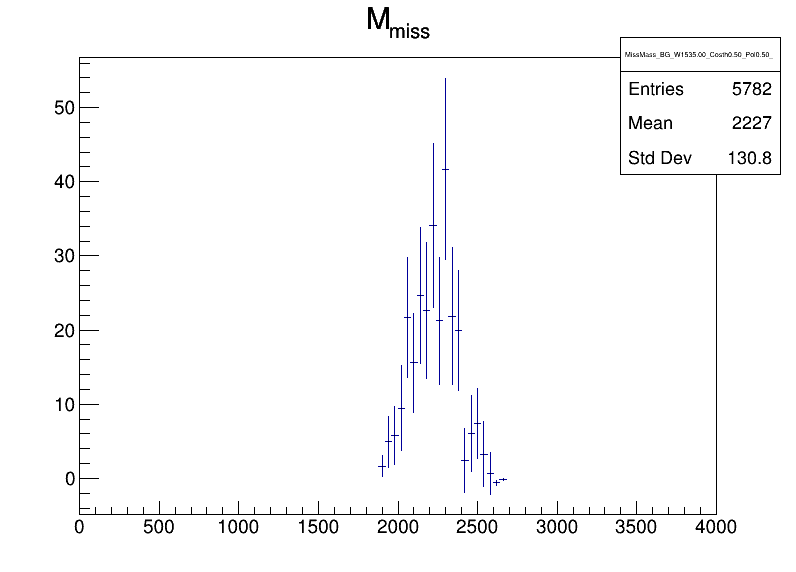 M_miss
MissMass_BG_W1535.00_Costh0.50_Pol0.50_
Entries 5782
Mean 2227
Std Dev 130.8
50
40
30
20
10
0
0 500 1000 1500 2000 2500 3000 3500 4000